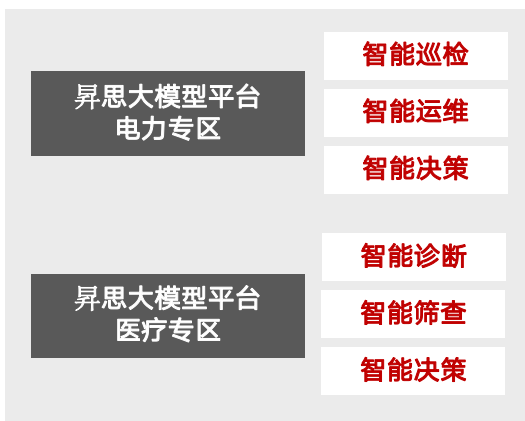 昇思大模型平台
电力专区
智能巡检
智能运维
智能决策
昇思大模型平台
医疗专区
智能诊断
智能筛查
智能决策